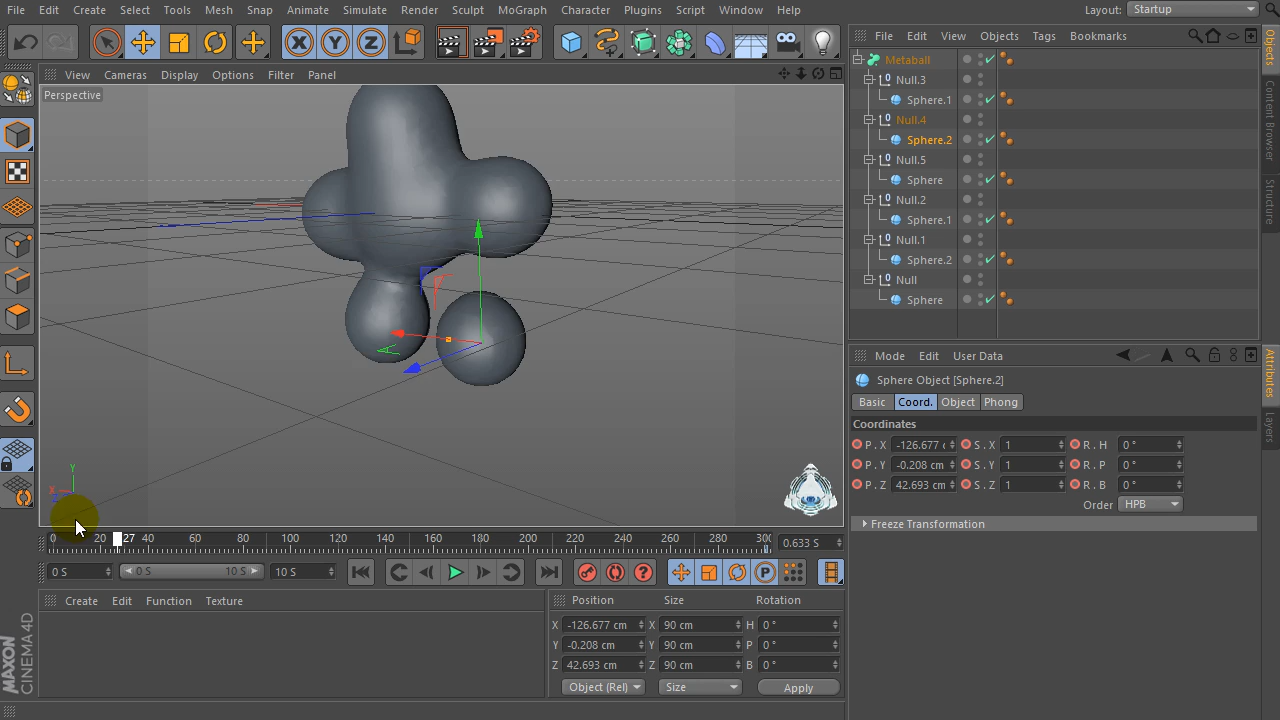 File Edit Create Select Tools Mesh Snap Animate Simulate Render Sculpt MoGraph Character Plugins Script Window Help Layout: Startup
X Y Z
File Edit View Objects Tags Bookmarks
View Cameras Display Options Filter Panel
Perspective
Metaball
Null.3
Sphere.1
Null.4
Sphere.2
Null.5
Sphere
Null.2
Sphere.1
Null.1
Sphere.2
Null
Sphere
Objects
Content Browser
Structure
Mode Edit User Data
Sphere Object [Sphere.2]
Basic Coord. Object Phong
Coordinates
P . X -126.677 S . X 1 R . H 0 °
P . Y -0.208 cm S . Y 1 R . P 0 °
P . Z 42.693 cm S . Z 1 R . B 0 °
Order HPB
Freeze Transformation
Attributes
Layers
Y
X
Z
0 20 27 40 60 80 100 120 140 160 180 200 220 240 260 280 300
0.633 S
0 S 0 S 10 S 10 S
P
Create Edit Function Texture
Position Size Rotation
X -126.677 cm X 90 cm H 0 °
Y -0.208 cm Y 90 cm P 0 °
Z 42.693 cm Z 90 cm B 0 °
Object (Rel) Size Apply
MAXON
CINEMA 4D